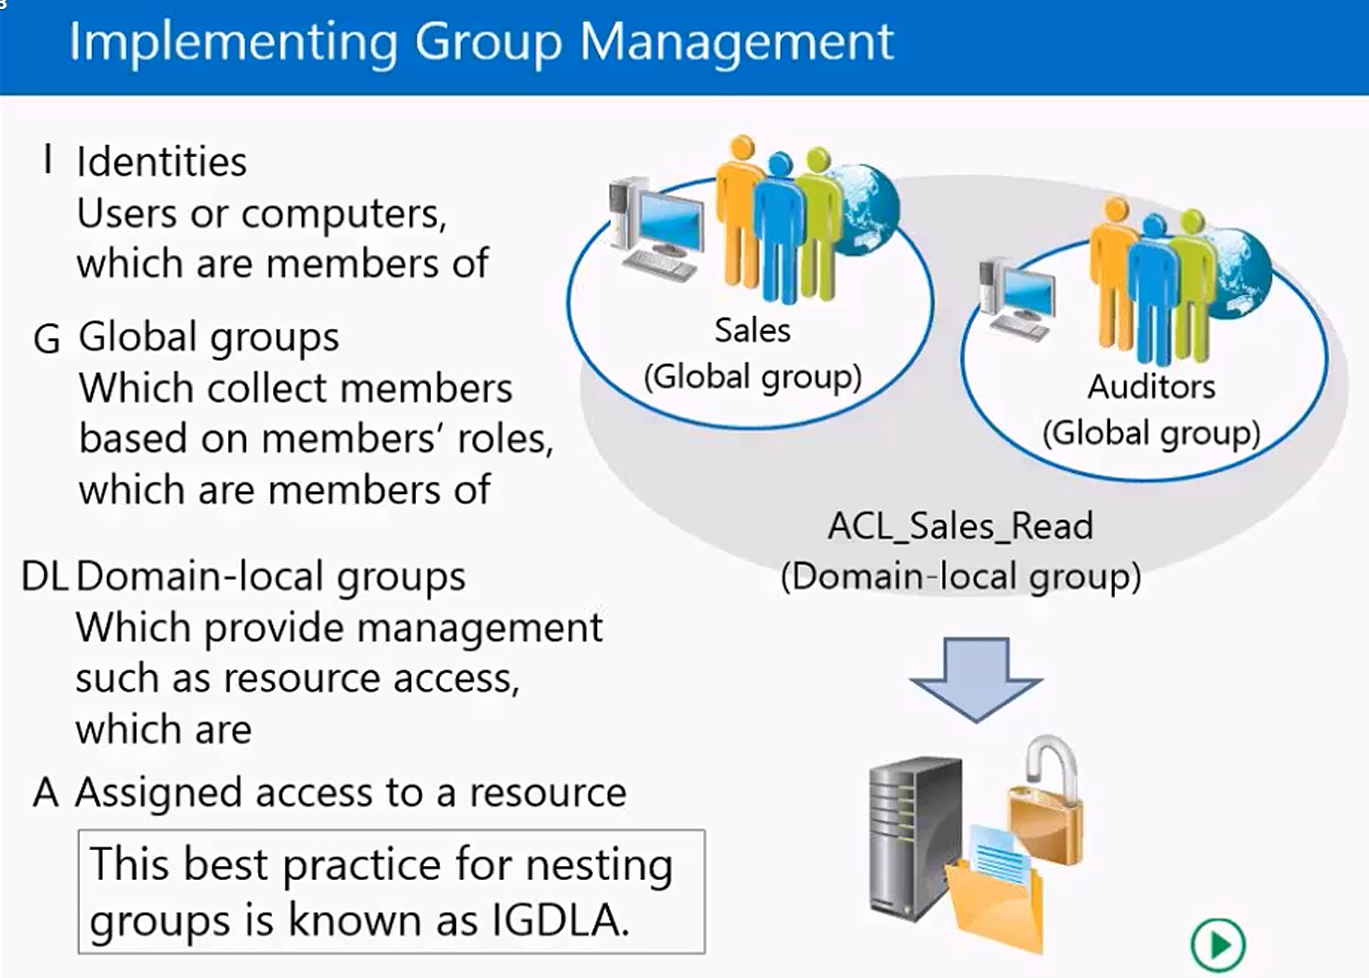 3
Implementing Group Management
I Identities
Users or computers,
which are members of
G Global groups
Which collect members
based on members’ roles,
which are members of
DL Domain-local groups
Which provide management
such as resource access,
which are
A Assigned access to a resource
This best practice for nesting
groups is known as IGDLA.
Sales
(Global group)
Auditors
(Global group)
ACL_Sales_Read
(Domain-local group)